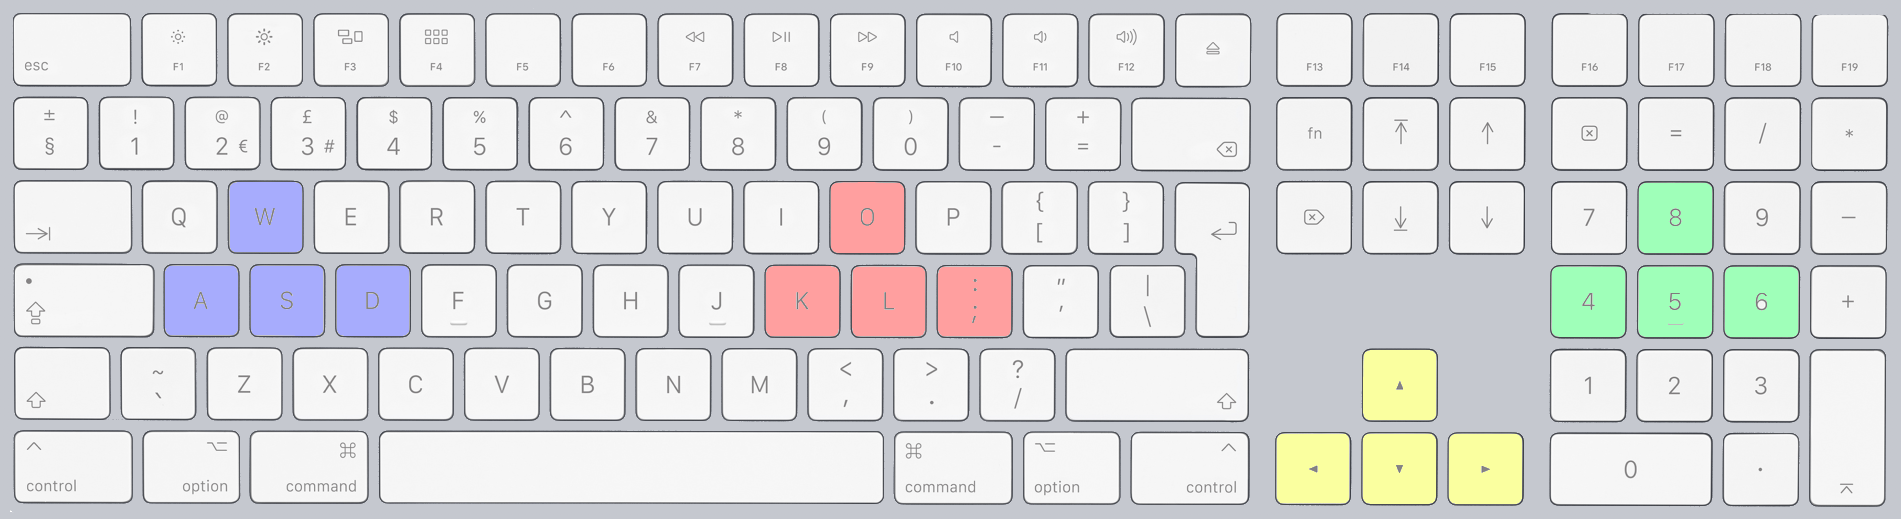 esc F1 F2 F3 F4 F5 F6 F7 F8 F9 F10 F11 F12 F13 F14 F15 F16 F17 F18 F19
± ! @ £ $ % ^ & * ( ) — +
§ 1 2 € 3 # 4 5 6 7 8 9 0 - = fn = / *
Q W E R T Y U I O P { [ } ] 7 8 9 −
A S D F G H J K L : ; " ' | \ 4 5 6 +
~ ` Z X C V B N M < , > . ? / 1 2 3
control option command command option control 0 .